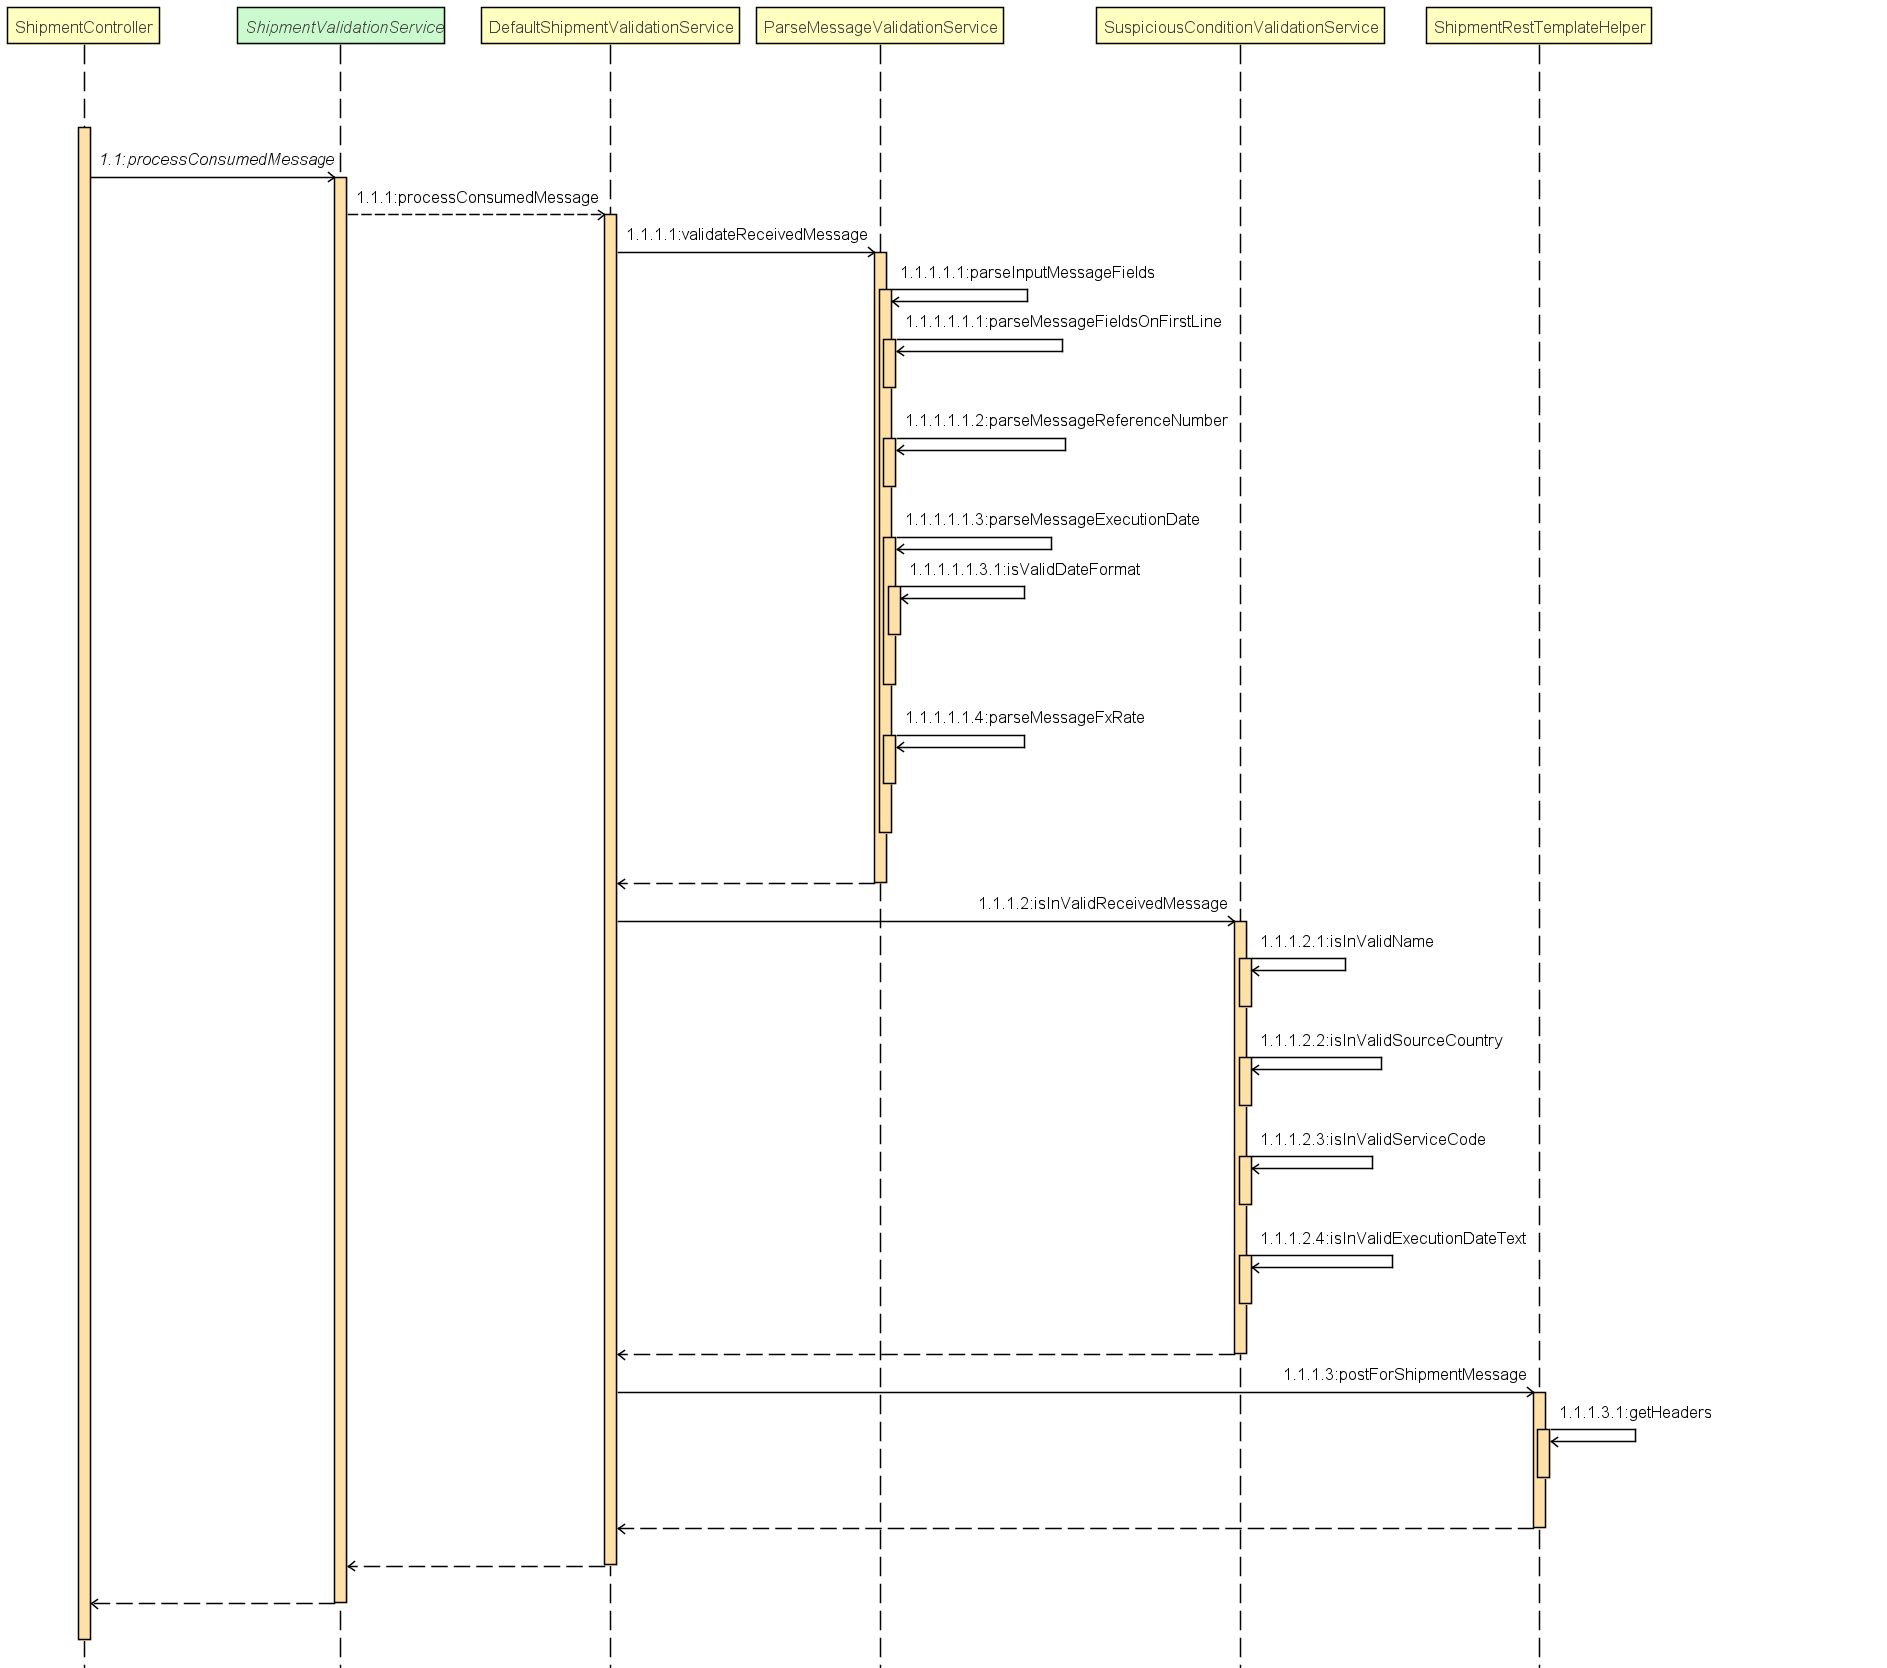 ShipmentController
ShipmentValidationService
DefaultShipmentValidationService
ParseMessageValidationService
SuspiciousConditionValidationService
ShipmentRestTemplateHelper
1.1:processConsumedMessage
1.1.1:processConsumedMessage
1.1.1.1:validateReceivedMessage
1.1.1.1.1:parseInputMessageFields
1.1.1.1.1.1:parseMessageFieldsOnFirstLine
1.1.1.1.1.2:parseMessageReferenceNumber
1.1.1.1.1.3:parseMessageExecutionDate
1.1.1.1.1.3.1:isValidDateFormat
1.1.1.1.1.4:parseMessageFxRate
1.1.1.2:isInValidReceivedMessage
1.1.1.2.1:isInValidName
1.1.1.2.2:isInValidSourceCountry
1.1.1.2.3:isInValidServiceCode
1.1.1.2.4:isInValidExecutionDateText
1.1.1.3:postForShipmentMessage
1.1.1.3.1:getHeaders